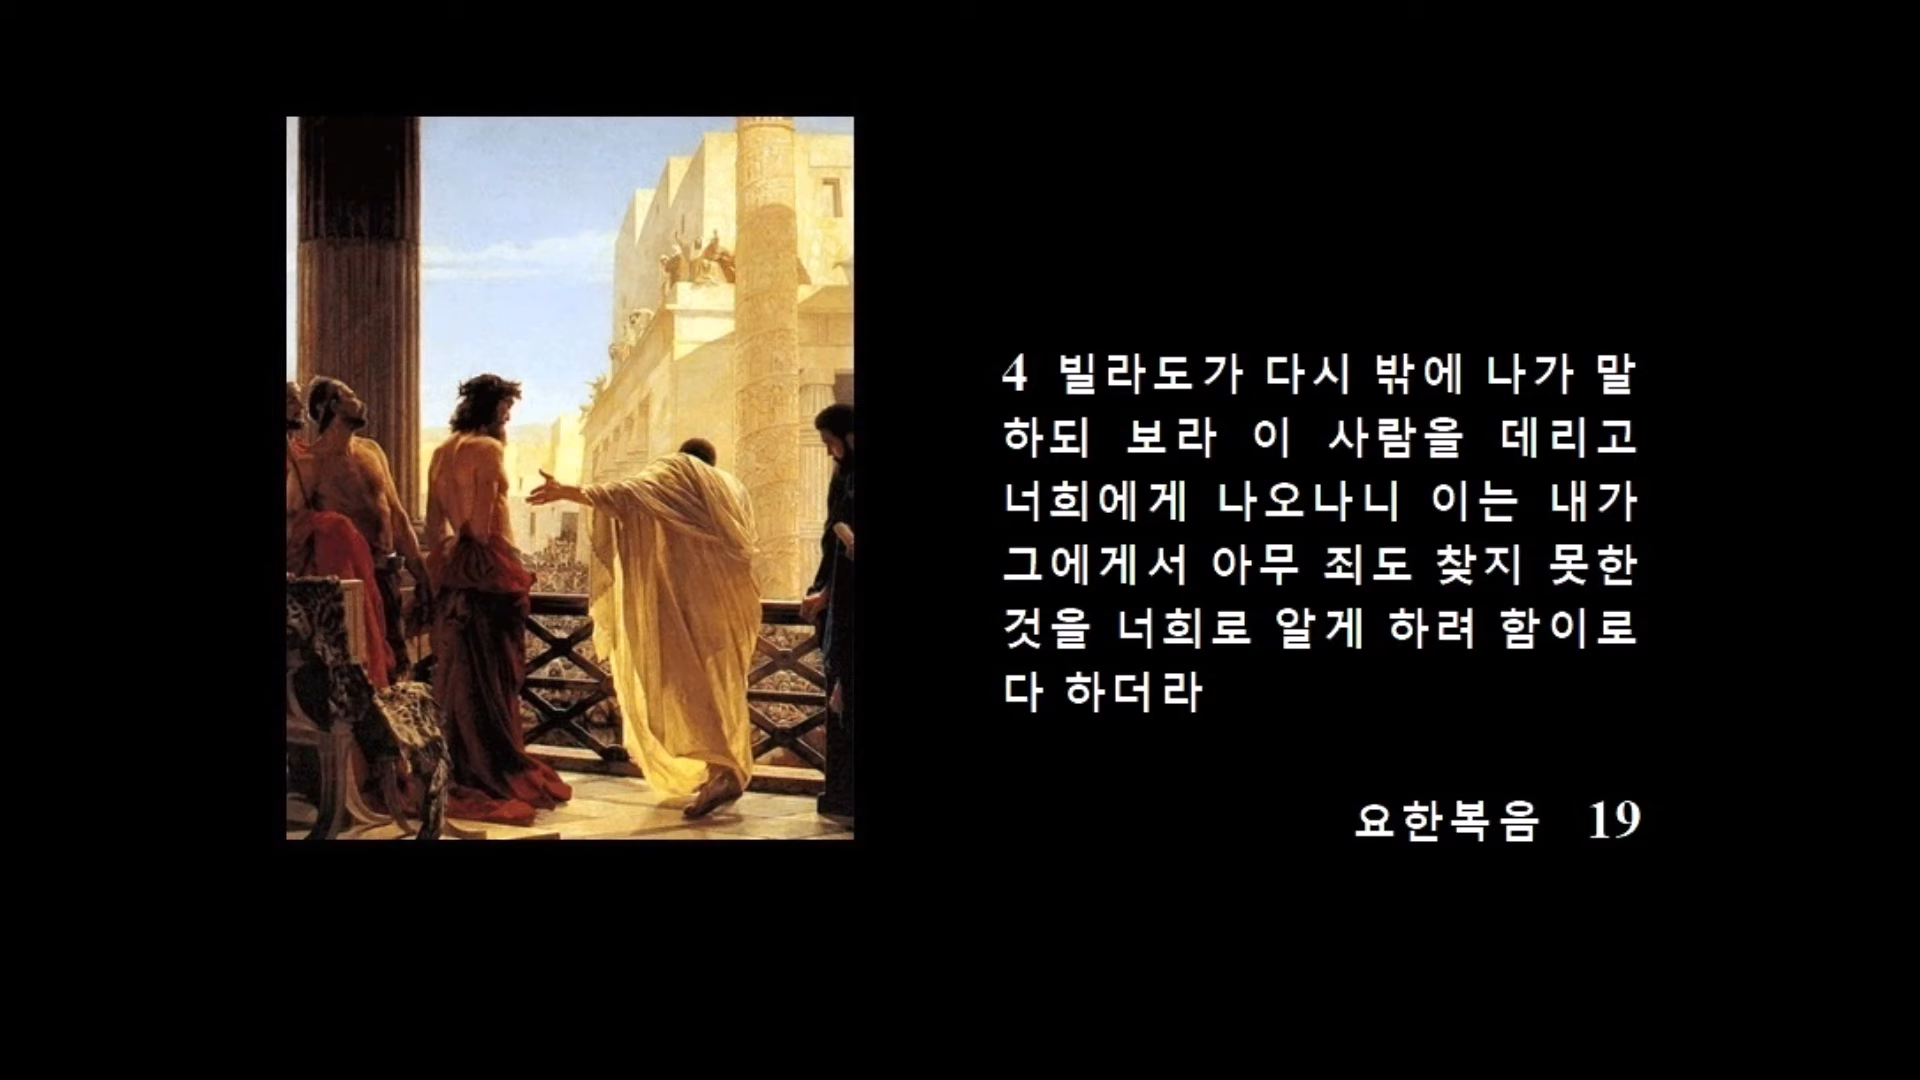 4 빌라도가 다시 밖에 나가 말
하되 보라 이 사람을 데리고
너희에게 나오나니 이는 내가
그에게서 아무 죄도 찾지 못한
것을 너희로 알게 하려 함이로
다 하더라
요한복음 19